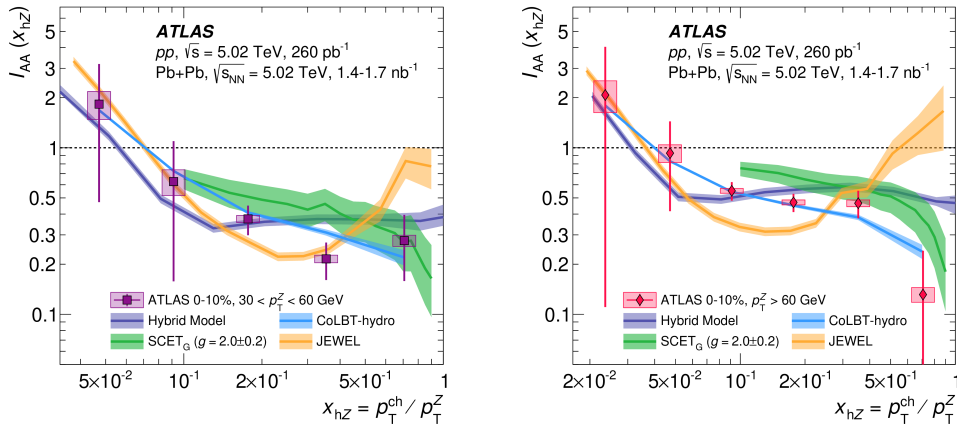 I_AA (x_hZ)
5
2
1
0.5
0.3
0.2
0.1
ATLAS
pp, √s = 5.02 TeV, 260 pb⁻¹
Pb+Pb, √s_NN = 5.02 TeV, 1.4-1.7 nb⁻¹
ATLAS 0-10%, 30 < p_T^Z < 60 GeV
Hybrid Model
CoLBT-hydro
SCET_G (g = 2.0±0.2)
JEWEL
5×10⁻²
10⁻¹
2×10⁻¹
5×10⁻¹
1
x_hZ = p_T^ch / p_T^Z
I_AA (x_hZ)
5
2
1
0.5
0.3
0.2
0.1
ATLAS
pp, √s = 5.02 TeV, 260 pb⁻¹
Pb+Pb, √s_NN = 5.02 TeV, 1.4-1.7 nb⁻¹
ATLAS 0-10%, p_T^Z > 60 GeV
Hybrid Model
CoLBT-hydro
SCET_G (g = 2.0±0.2)
JEWEL
2×10⁻²
5×10⁻²
10⁻¹
2×10⁻¹
5×10⁻¹
1
x_hZ = p_T^ch / p_T^Z